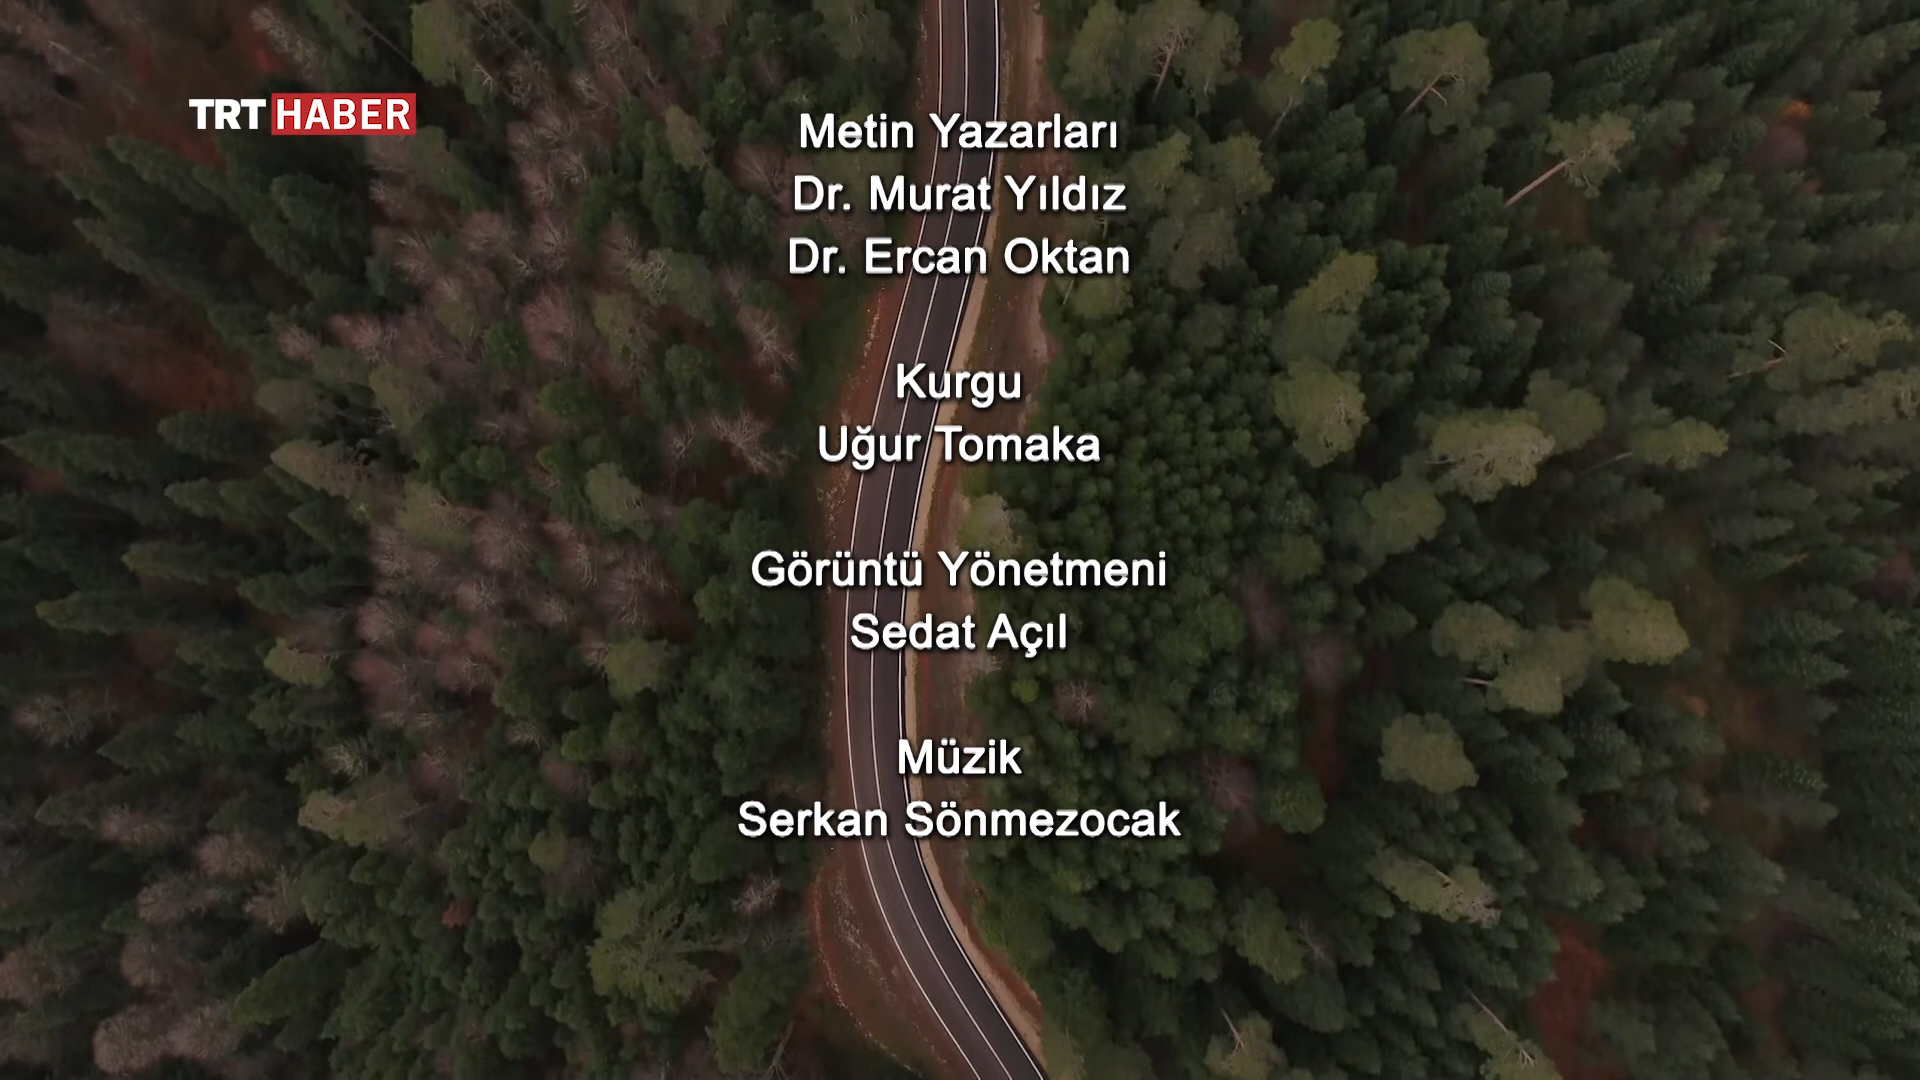 TRT HABER
Metin Yazarları
Dr. Murat Yıldız
Dr. Ercan Oktan
Kurgu
Uğur Tomaka
Görüntü Yönetmeni
Sedat Açıl
Müzik
Serkan Sönmezocak